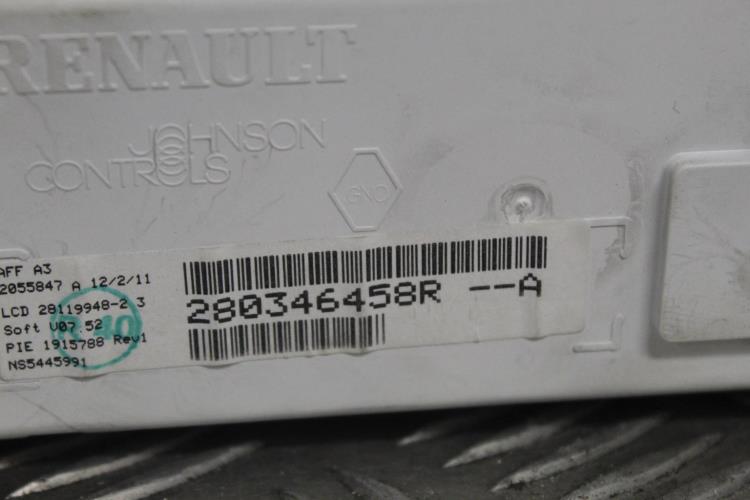 RENAULT
JOHNSON
CONTROLS
GNO
AFF A3
2055847 A 12/2/11
LCD 28119948-2 3
Soft V07.52
PIE 1915788 Rev1
NS5445991
280346458R --A